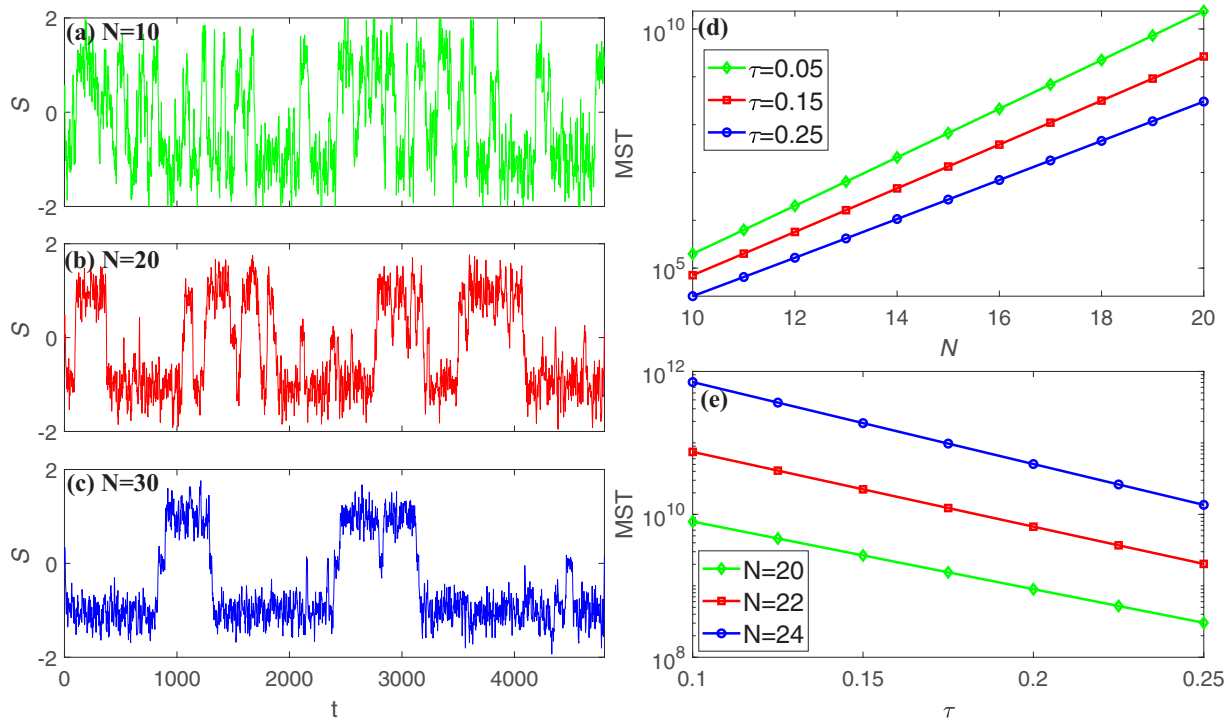 (a) N=10
S
2
0
-2
(b) N=20
S
2
0
-2
(c) N=30
S
2
0
-2
0 1000 2000 3000 4000
t
(d)
MST
10^10
10^5
τ=0.05
τ=0.15
τ=0.25
10 12 14 16 18 20
N
(e)
MST
10^12
10^10
10^8
N=20
N=22
N=24
0.1 0.15 0.2 0.25
τ